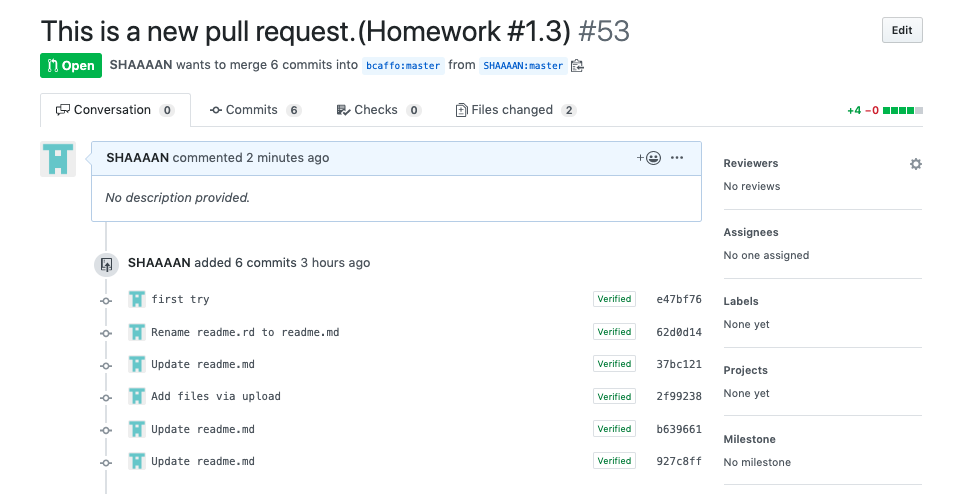 This is a new pull request.(Homework #1.3) #53
Edit
Open SHAAAAN wants to merge 6 commits into bcaffo:master from SHAAAAN:master
Conversation 0 Commits 6 Checks 0 Files changed 2 +4 −0
SHAAAAN commented 2 minutes ago
No description provided.
SHAAAAN added 6 commits 3 hours ago
first try Verified e47bf76
Rename readme.rd to readme.md Verified 62d0d14
Update readme.md Verified 37bc121
Add files via upload Verified 2f99238
Update readme.md Verified b639661
Update readme.md Verified 927c8ff
Reviewers
No reviews
Assignees
No one assigned
Labels
None yet
Projects
None yet
Milestone
No milestone